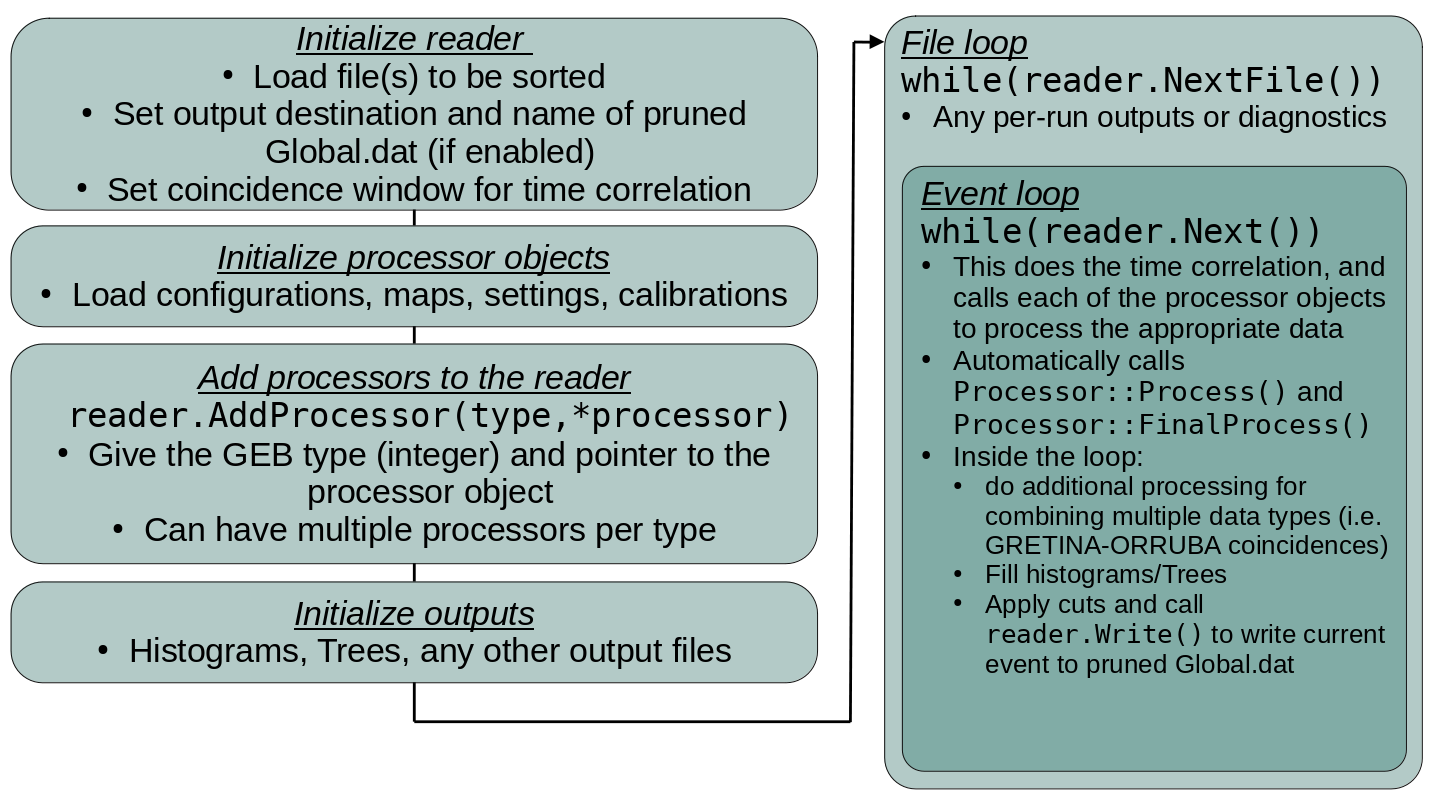 Initialize reader
• Load file(s) to be sorted
• Set output destination and name of pruned
Global.dat (if enabled)
• Set coincidence window for time correlation
Initialize processor objects
• Load configurations, maps, settings, calibrations
Add processors to the reader
reader.AddProcessor(type,*processor)
• Give the GEB type (integer) and pointer to the
processor object
• Can have multiple processors per type
Initialize outputs
• Histograms, Trees, any other output files
File loop
while(reader.NextFile())
• Any per-run outputs or diagnostics
Event loop
while(reader.Next())
• This does the time correlation, and
calls each of the processor objects
to process the appropriate data
• Automatically calls
Processor::Process() and
Processor::FinalProcess()
• Inside the loop:
• do additional processing for
combining multiple data types (i.e.
GRETINA-ORRUBA coincidences)
• Fill histograms/Trees
• Apply cuts and call
reader.Write() to write current
event to pruned Global.dat